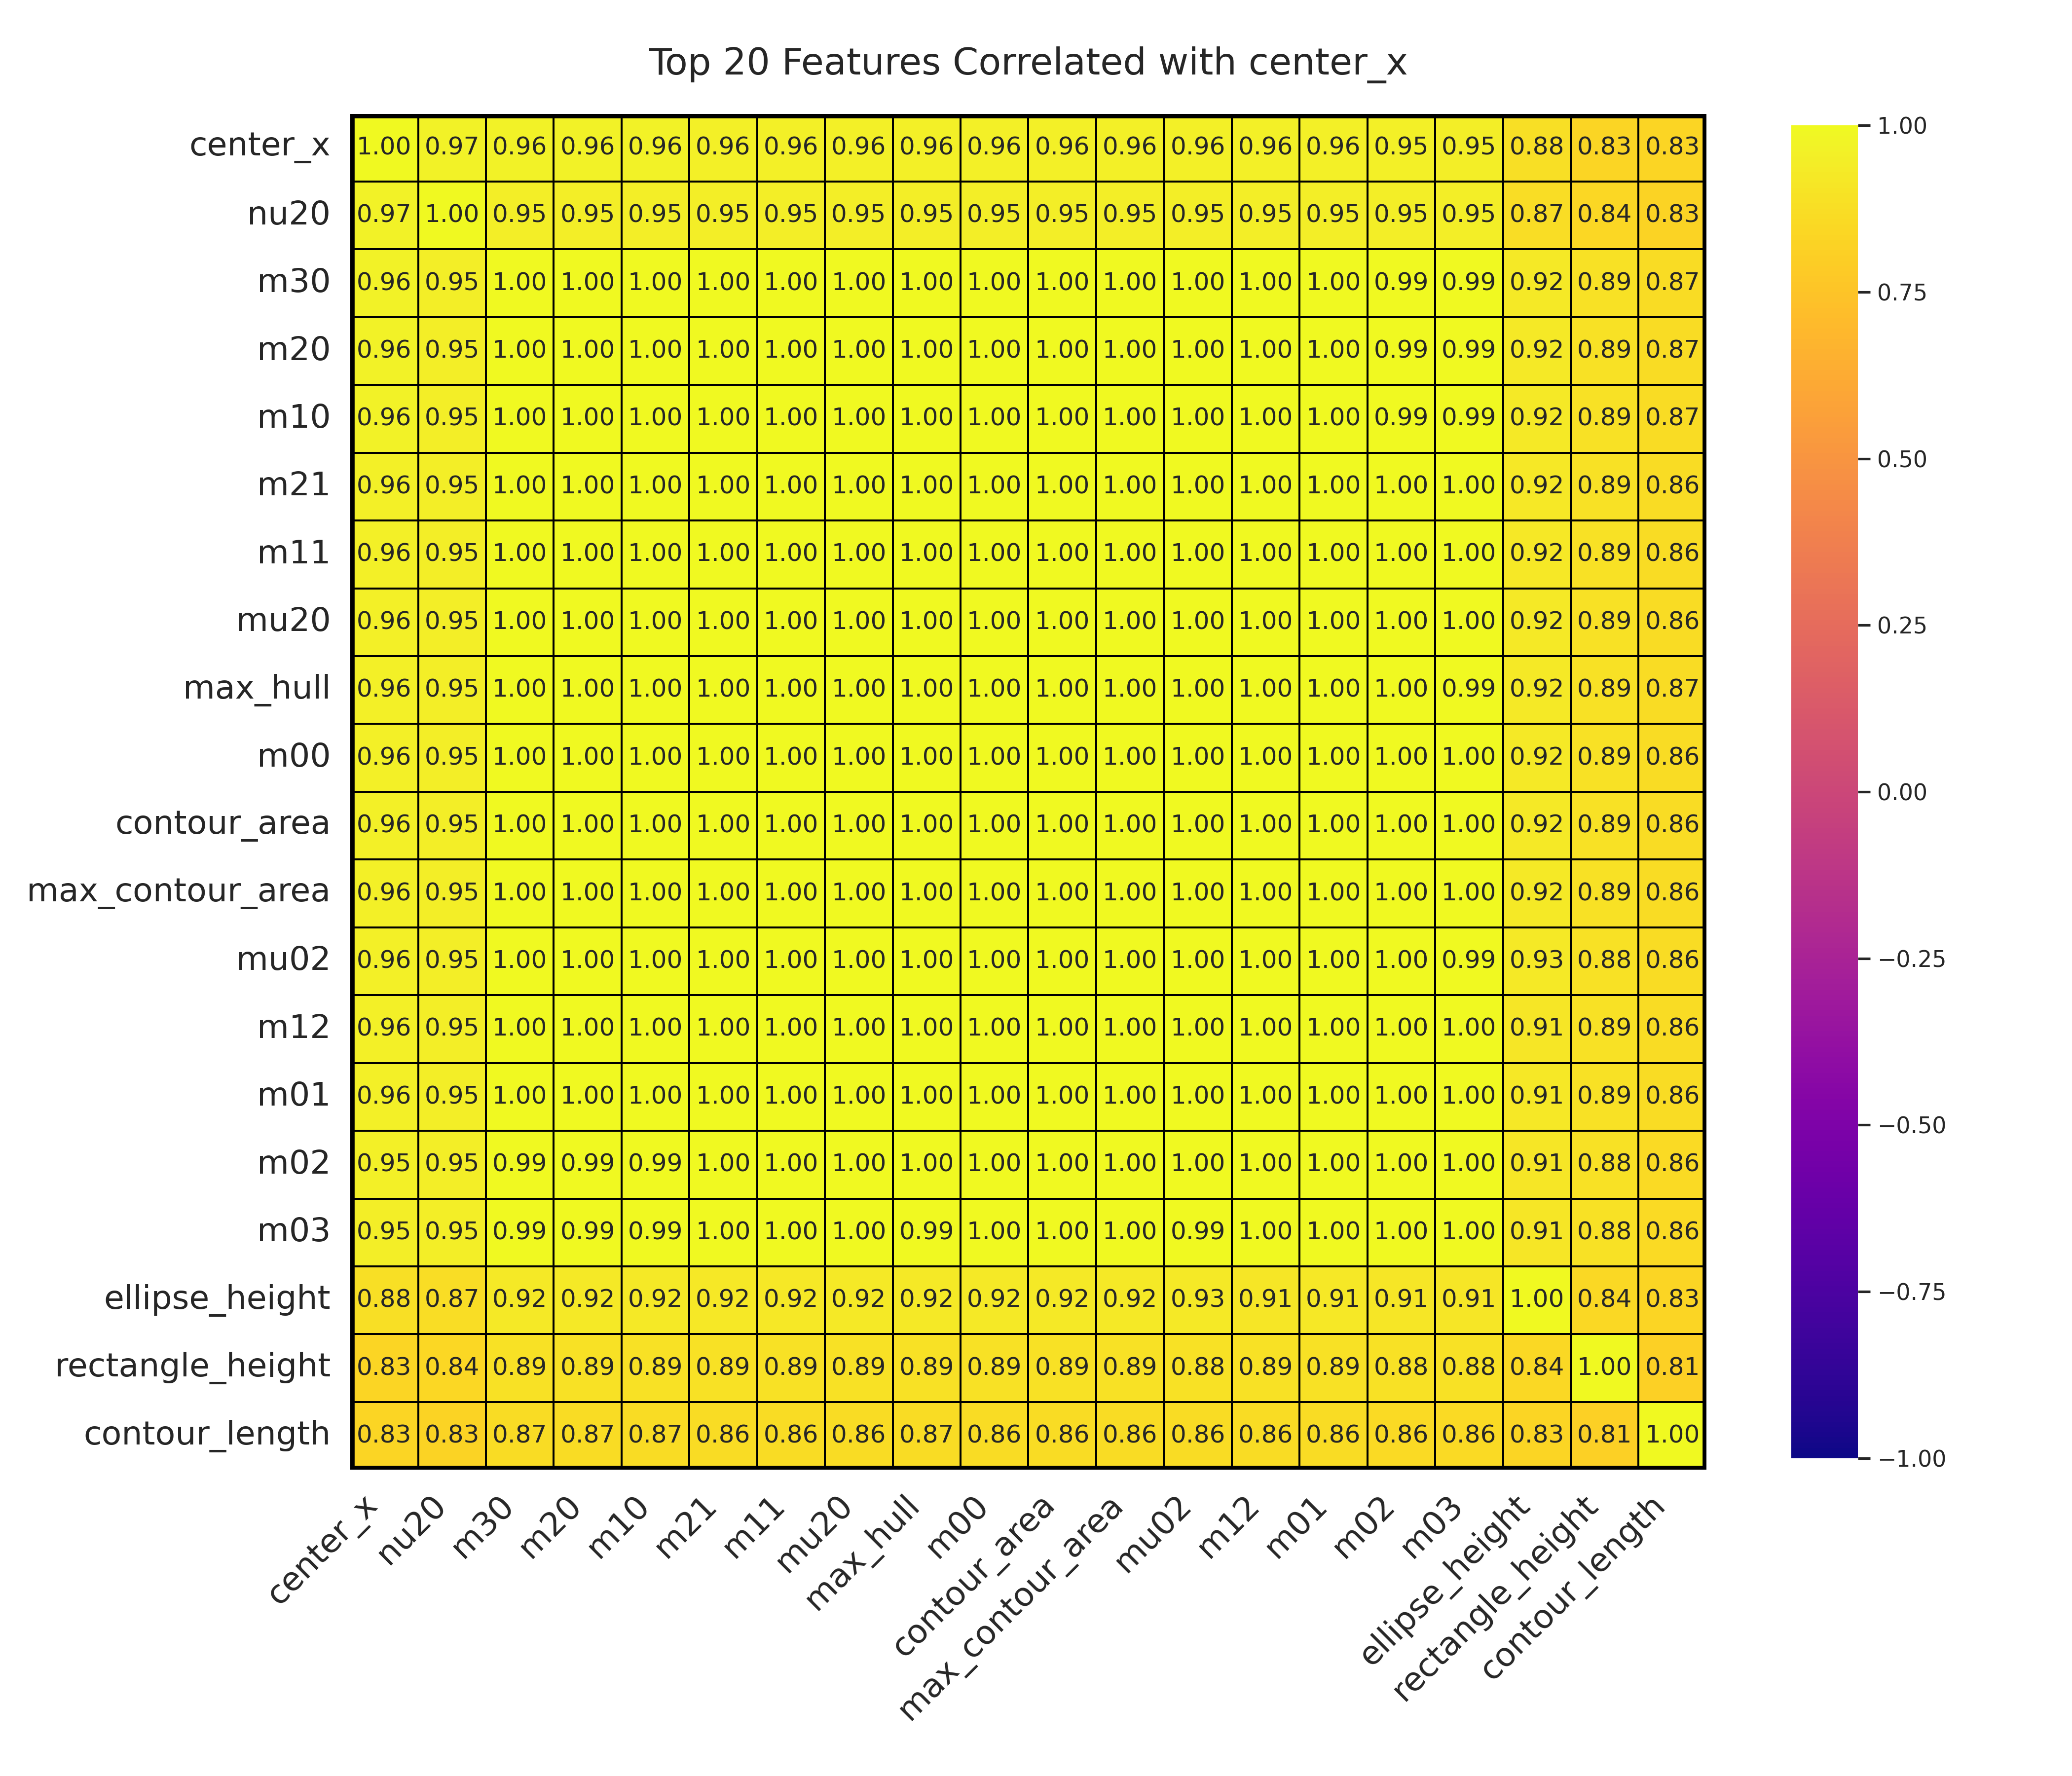 Top 20 Features Correlated with center_x
center_x 1.00 0.97 0.96 0.96 0.96 0.96 0.96 0.96 0.96 0.96 0.96 0.96 0.96 0.96 0.96 0.95 0.95 0.88 0.83 0.83
nu20 0.97 1.00 0.95 0.95 0.95 0.95 0.95 0.95 0.95 0.95 0.95 0.95 0.95 0.95 0.95 0.95 0.95 0.87 0.84 0.83
m30 0.96 0.95 1.00 1.00 1.00 1.00 1.00 1.00 1.00 1.00 1.00 1.00 1.00 1.00 1.00 0.99 0.99 0.92 0.89 0.87
m20 0.96 0.95 1.00 1.00 1.00 1.00 1.00 1.00 1.00 1.00 1.00 1.00 1.00 1.00 1.00 0.99 0.99 0.92 0.89 0.87
m10 0.96 0.95 1.00 1.00 1.00 1.00 1.00 1.00 1.00 1.00 1.00 1.00 1.00 1.00 1.00 0.99 0.99 0.92 0.89 0.87
m21 0.96 0.95 1.00 1.00 1.00 1.00 1.00 1.00 1.00 1.00 1.00 1.00 1.00 1.00 1.00 1.00 1.00 0.92 0.89 0.86
m11 0.96 0.95 1.00 1.00 1.00 1.00 1.00 1.00 1.00 1.00 1.00 1.00 1.00 1.00 1.00 1.00 1.00 0.92 0.89 0.86
mu20 0.96 0.95 1.00 1.00 1.00 1.00 1.00 1.00 1.00 1.00 1.00 1.00 1.00 1.00 1.00 1.00 1.00 0.92 0.89 0.86
max_hull 0.96 0.95 1.00 1.00 1.00 1.00 1.00 1.00 1.00 1.00 1.00 1.00 1.00 1.00 1.00 1.00 0.99 0.92 0.89 0.87
m00 0.96 0.95 1.00 1.00 1.00 1.00 1.00 1.00 1.00 1.00 1.00 1.00 1.00 1.00 1.00 1.00 1.00 0.92 0.89 0.86
contour_area 0.96 0.95 1.00 1.00 1.00 1.00 1.00 1.00 1.00 1.00 1.00 1.00 1.00 1.00 1.00 1.00 1.00 0.92 0.89 0.86
max_contour_area 0.96 0.95 1.00 1.00 1.00 1.00 1.00 1.00 1.00 1.00 1.00 1.00 1.00 1.00 1.00 1.00 1.00 0.92 0.89 0.86
mu02 0.96 0.95 1.00 1.00 1.00 1.00 1.00 1.00 1.00 1.00 1.00 1.00 1.00 1.00 1.00 1.00 0.99 0.93 0.88 0.86
m12 0.96 0.95 1.00 1.00 1.00 1.00 1.00 1.00 1.00 1.00 1.00 1.00 1.00 1.00 1.00 1.00 1.00 0.91 0.89 0.86
m01 0.96 0.95 1.00 1.00 1.00 1.00 1.00 1.00 1.00 1.00 1.00 1.00 1.00 1.00 1.00 1.00 1.00 0.91 0.89 0.86
m02 0.95 0.95 0.99 0.99 0.99 1.00 1.00 1.00 1.00 1.00 1.00 1.00 1.00 1.00 1.00 1.00 1.00 0.91 0.88 0.86
m03 0.95 0.95 0.99 0.99 0.99 1.00 1.00 1.00 0.99 1.00 1.00 1.00 0.99 1.00 1.00 1.00 1.00 0.91 0.88 0.86
ellipse_height 0.88 0.87 0.92 0.92 0.92 0.92 0.92 0.92 0.92 0.92 0.92 0.92 0.93 0.91 0.91 0.91 0.91 1.00 0.84 0.83
rectangle_height 0.83 0.84 0.89 0.89 0.89 0.89 0.89 0.89 0.89 0.89 0.89 0.89 0.88 0.89 0.89 0.88 0.88 0.84 1.00 0.81
contour_length 0.83 0.83 0.87 0.87 0.87 0.86 0.86 0.86 0.87 0.86 0.86 0.86 0.86 0.86 0.86 0.86 0.86 0.83 0.81 1.00
center_x nu20 m30 m20 m10 m21 m11 mu20 max_hull m00 contour_area max_contour_area mu02 m12 m01 m02 m03 ellipse_height rectangle_height contour_length
1.00
0.75
0.50
0.25
0.00
−0.25
−0.50
−0.75
−1.00